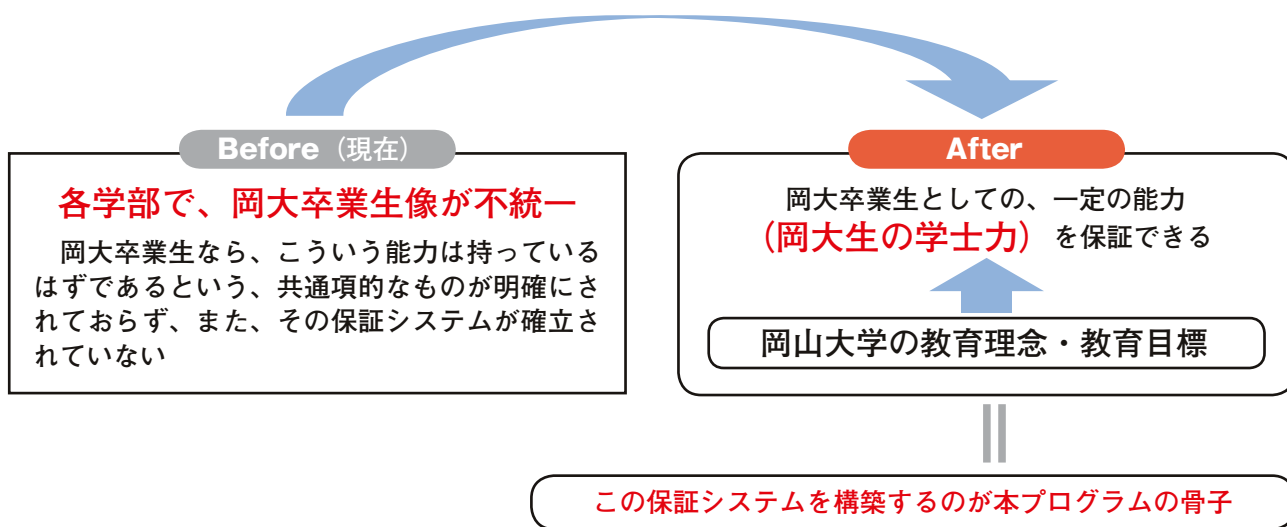 Before（現在）
各学部で、岡大卒業生像が不統一
岡大卒業生なら、こういう能力は持っている
はずであるという、共通項的なものが明確にさ
れておらず、また、その保証システムが確立さ
れていない
After
岡大卒業生としての、一定の能力
（岡大生の学士力）を保証できる
岡山大学の教育理念・教育目標
この保証システムを構築するのが本プログラムの骨子